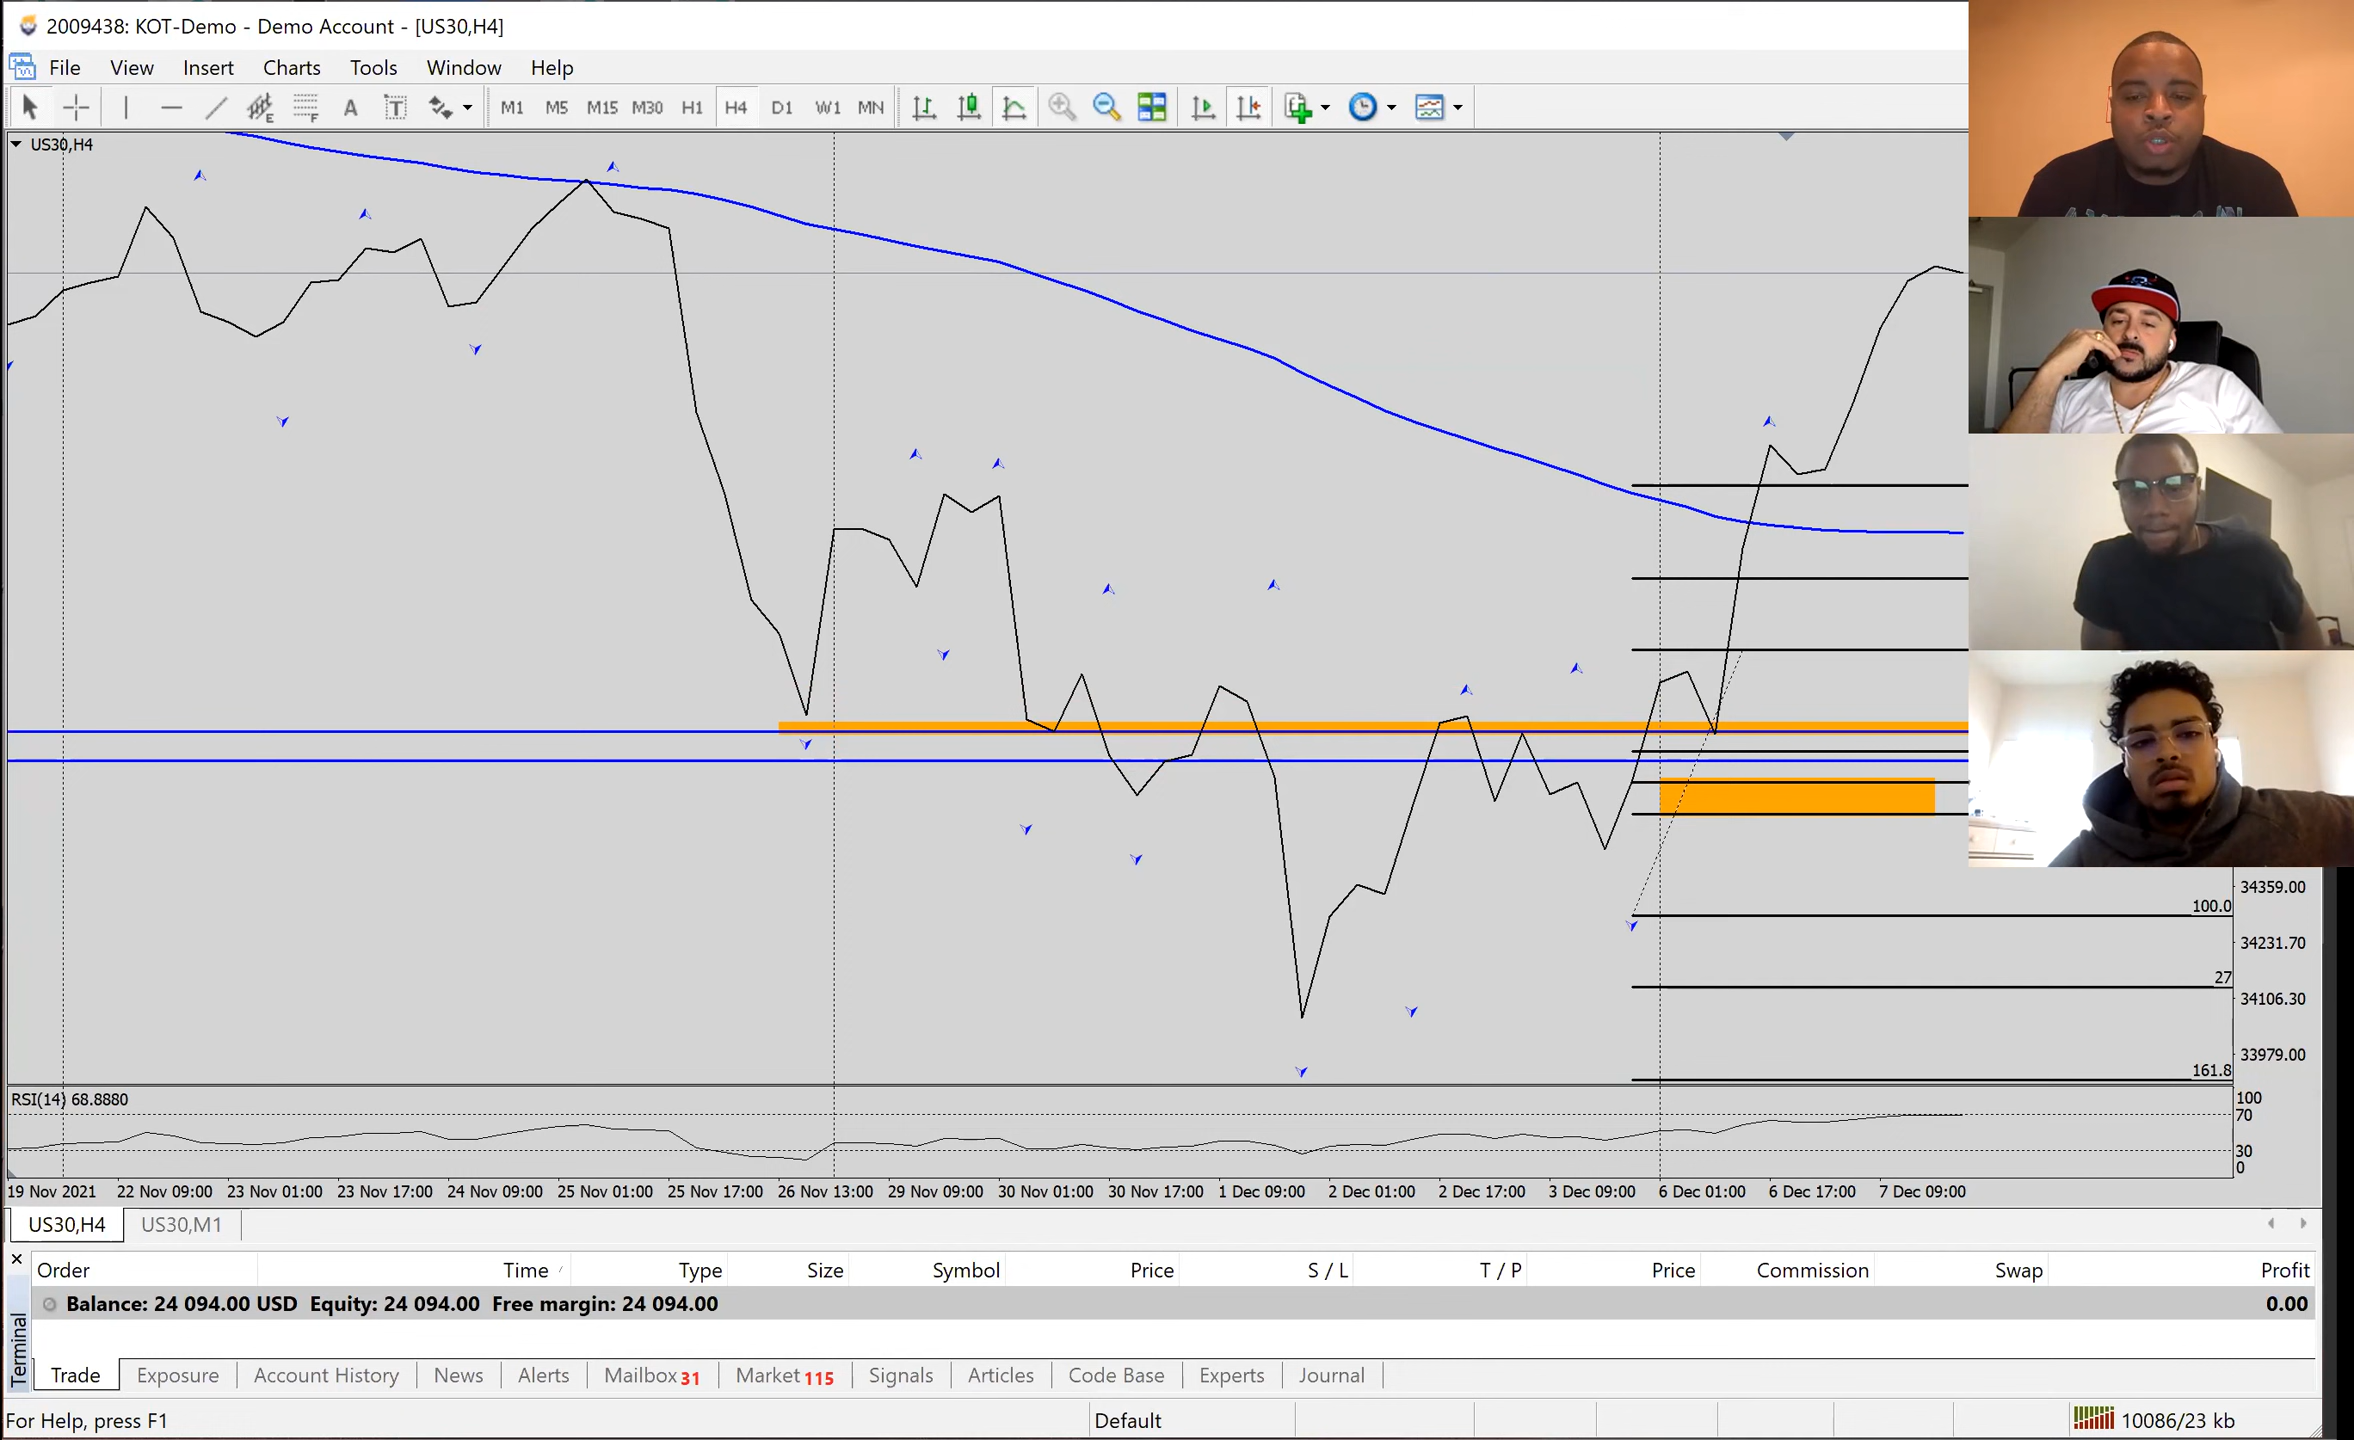 2009438: KOT-Demo - Demo Account - [US30,H4]
File View Insert Charts Tools Window Help
E F A T M1 M5 M15 M30 H1 H4 D1 W1 MN
US30,H4
34359.00
100.0
34231.70
27
34106.30
33979.00
161.8
RSI(14) 68.8880
100
70
30
0
19 Nov 2021 22 Nov 09:00 23 Nov 01:00 23 Nov 17:00 24 Nov 09:00 25 Nov 01:00 25 Nov 17:00 26 Nov 13:00 29 Nov 09:00 30 Nov 01:00 30 Nov 17:00 1 Dec 09:00 2 Dec 01:00 2 Dec 17:00 3 Dec 09:00 6 Dec 01:00 6 Dec 17:00 7 Dec 09:00
US30,H4 US30,M1
Order Time Type Size Symbol Price S / L T / P Price Commission Swap Profit
Balance: 24 094.00 USD Equity: 24 094.00 Free margin: 24 094.00 0.00
Terminal
Trade Exposure Account History News Alerts Mailbox 31 Market 115 Signals Articles Code Base Experts Journal
For Help, press F1 Default 10086/23 kb